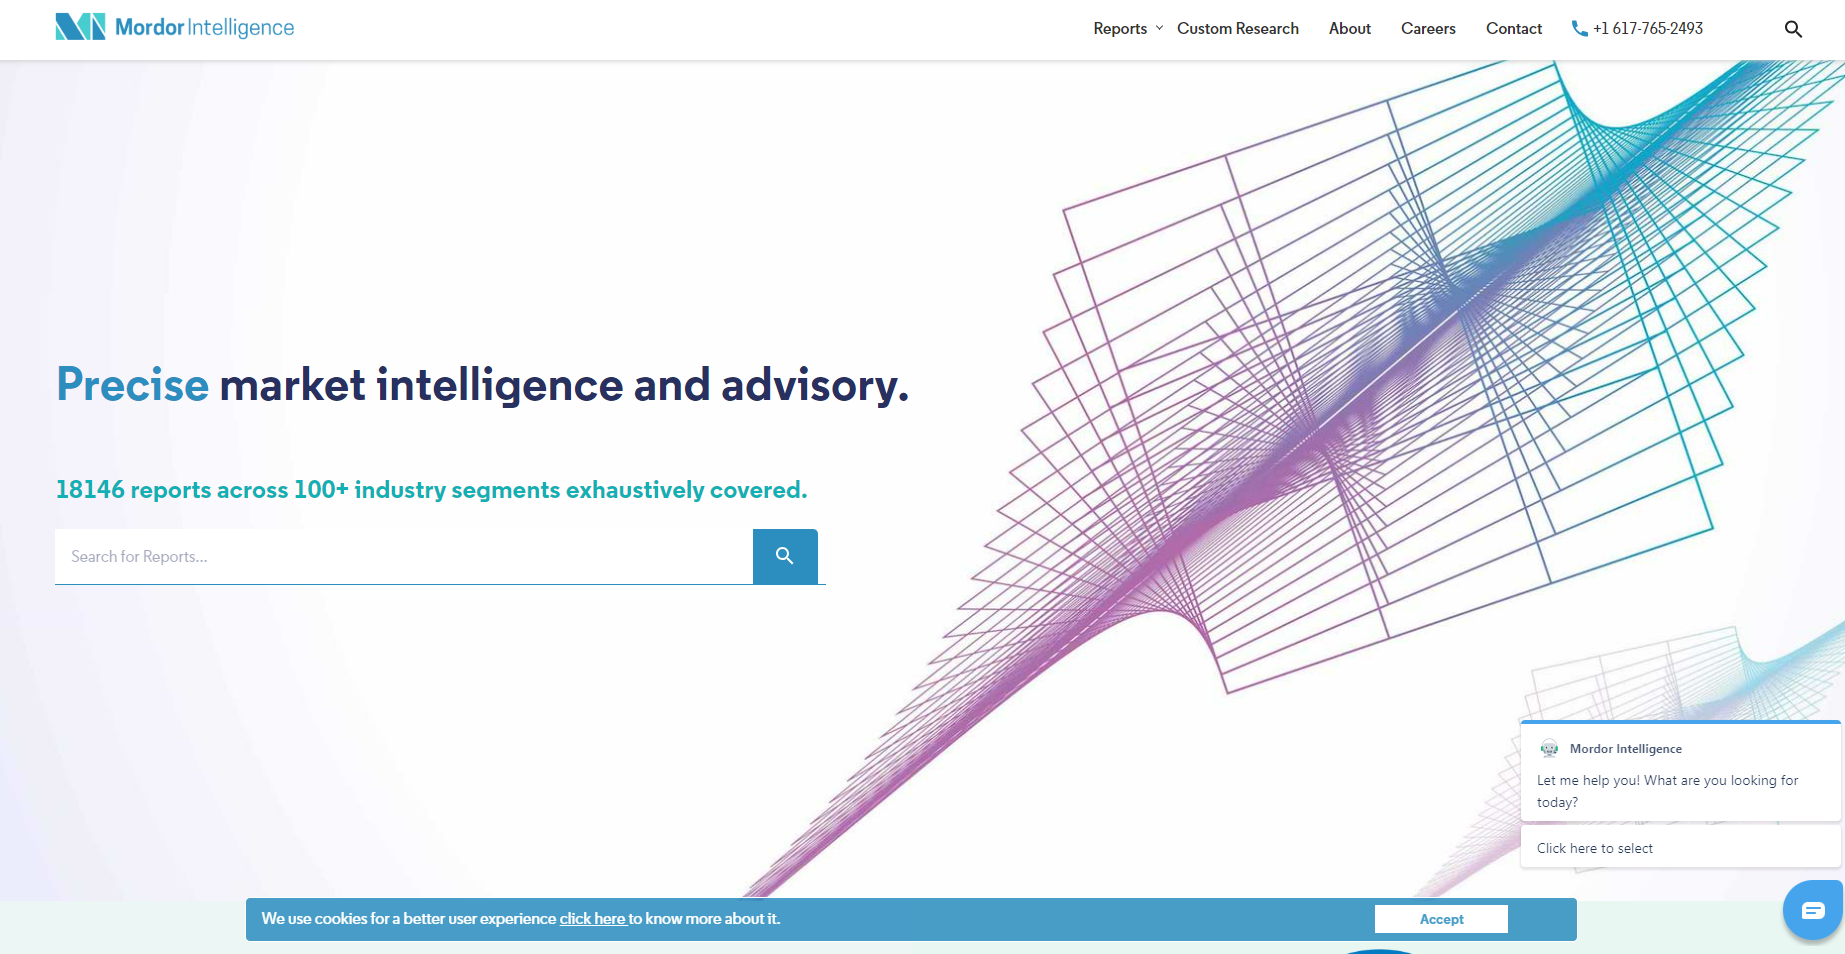 Mordor Intelligence
Reports Custom Research About Careers Contact +1 617-765-2493
Precise market intelligence and advisory.
18146 reports across 100+ industry segments exhaustively covered.
Search for Reports...
Mordor Intelligence
Let me help you! What are you looking for
today?
Click here to select
We use cookies for a better user experience click here to know more about it.
Accept